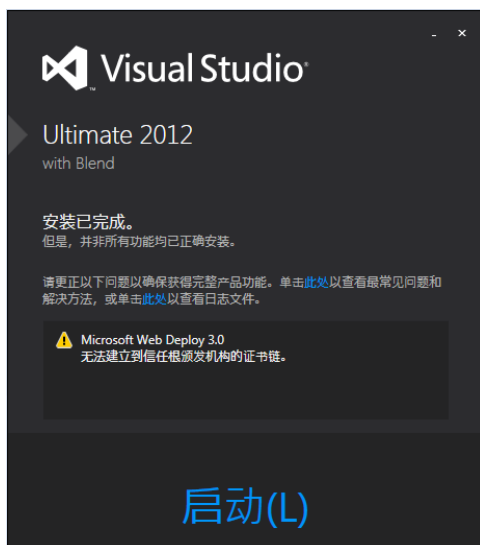 Visual Studio
Ultimate 2012
with Blend
安装已完成。
但是，并非所有功能均已正确安装。
请更正以下问题以确保获得完整产品功能。单击此处以查看最常见问题和
解决方法，或单击此处以查看日志文件。
Microsoft Web Deploy 3.0
无法建立到信任根颁发机构的证书链。
启动(L)